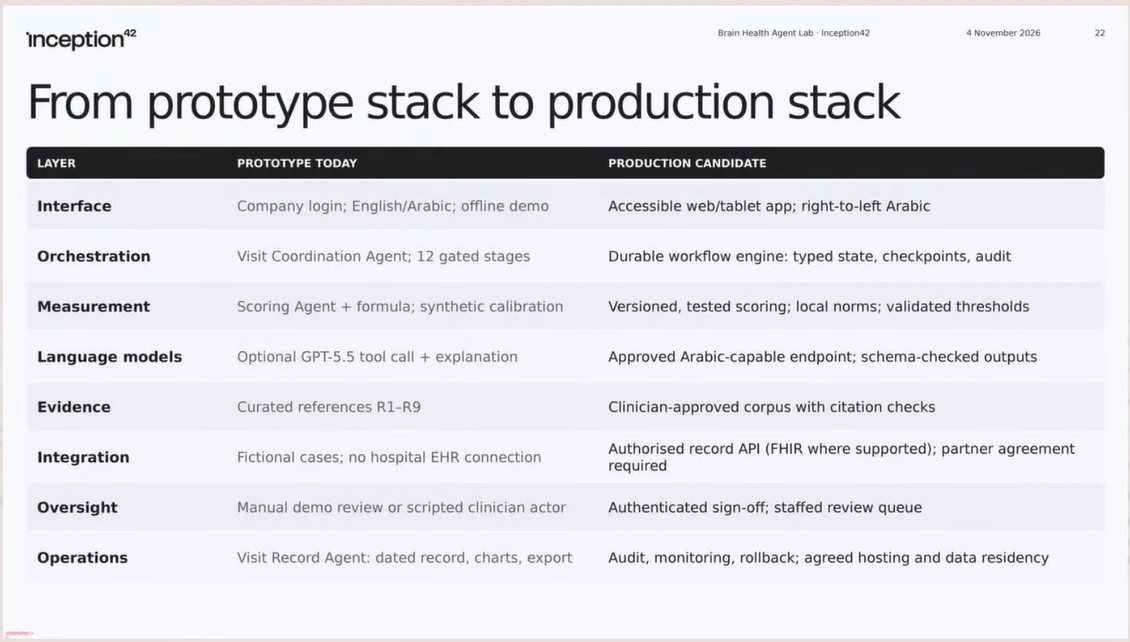 inception42
Brain Health Agent Lab · Inception42
4 November 2026
22
From prototype stack to production stack
LAYER PROTOTYPE TODAY PRODUCTION CANDIDATE
Interface Company login; English/Arabic; offline demo Accessible web/tablet app; right-to-left Arabic
Orchestration Visit Coordination Agent; 12 gated stages Durable workflow engine: typed state, checkpoints, audit
Measurement Scoring Agent + formula; synthetic calibration Versioned, tested scoring; local norms; validated thresholds
Language models Optional GPT-5.5 tool call + explanation Approved Arabic-capable endpoint; schema-checked outputs
Evidence Curated references R1–R9 Clinician-approved corpus with citation checks
Integration Fictional cases; no hospital EHR connection Authorised record API (FHIR where supported); partner agreement
required
Oversight Manual demo review or scripted clinician actor Authenticated sign-off; staffed review queue
Operations Visit Record Agent: dated record, charts, export Audit, monitoring, rollback; agreed hosting and data residency